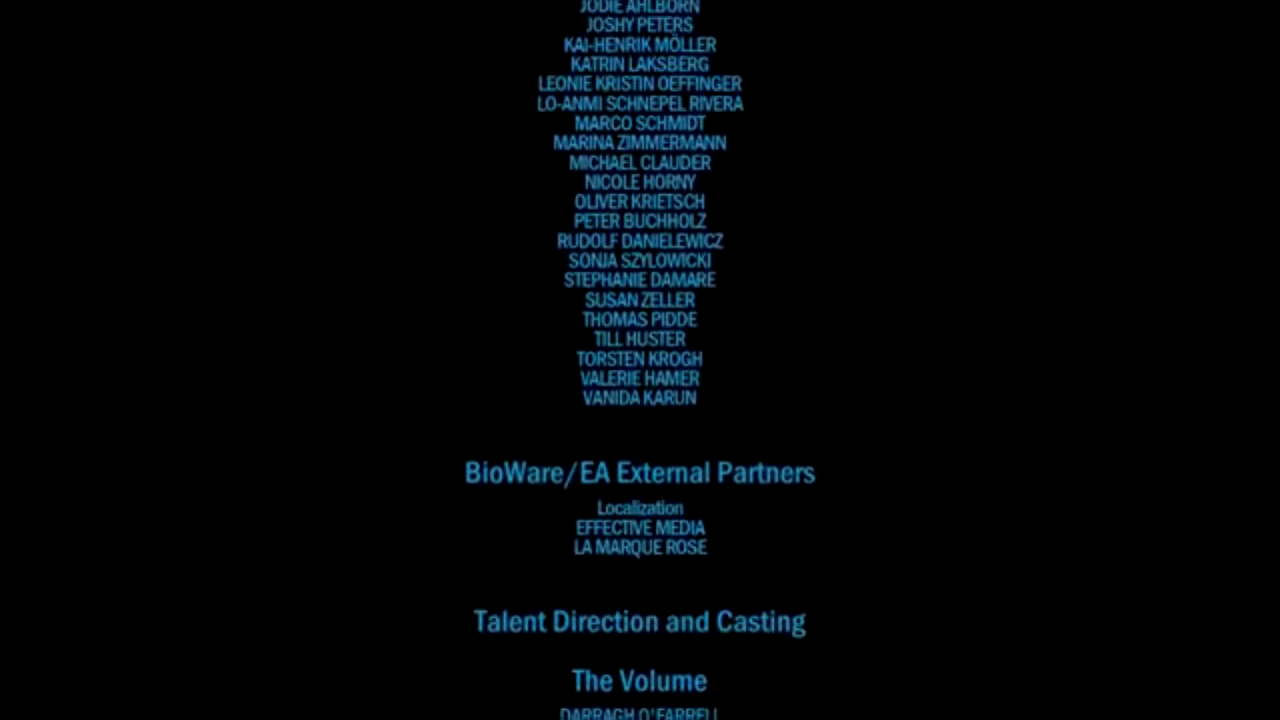 JODIE AHLBORN
JOSHY PETERS
KAI-HENRIK MÖLLER
KATRIN LAKSBERG
LEONIE KRISTIN OEFFINGER
LO-ANMI SCHNEPEL RIVERA
MARCO SCHMIDT
MARINA ZIMMERMANN
MICHAEL CLAUDER
NICOLE HORNY
OLIVER KRIETSCH
PETER BUCHHOLZ
RUDOLF DANIELEWICZ
SONJA SZYLOWICKI
STEPHANIE DAMARE
SUSAN ZELLER
THOMAS PIDDE
TILL HUSTER
TORSTEN KROGH
VALERIE HAMER
VANIDA KARUN
BioWare/EA External Partners
Localization
EFFECTIVE MEDIA
LA MARQUE ROSE
Talent Direction and Casting
The Volume
DARRAGH O'FARRELL